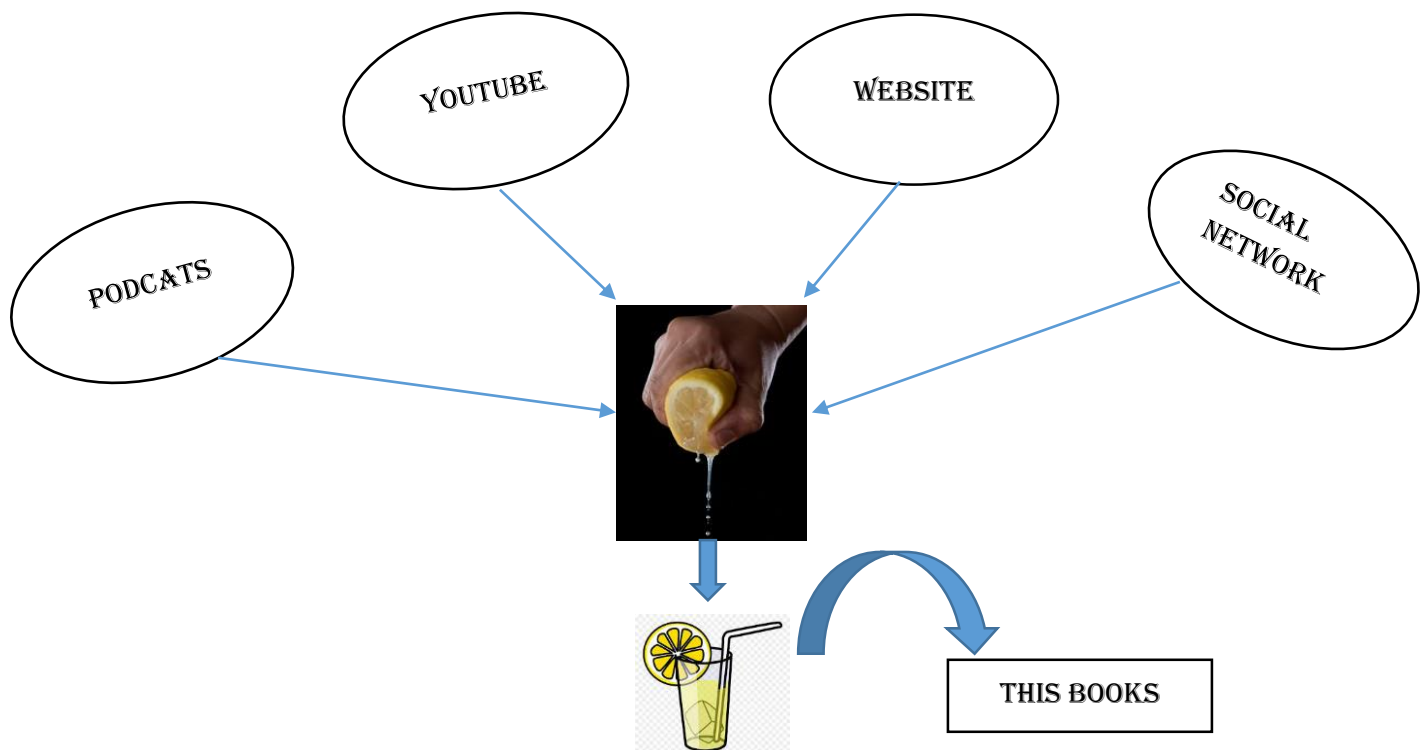 YOUTUBE
WEBSITE
SOCIAL
NETWORK
PODCATS
THIS BOOKS